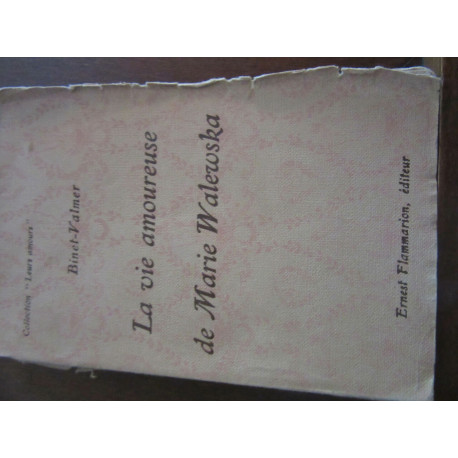 Collection "Leurs amours"
Binet-Valmer
La vie amoureuse
de Marie Walewska
Ernest Flammarion, éditeur